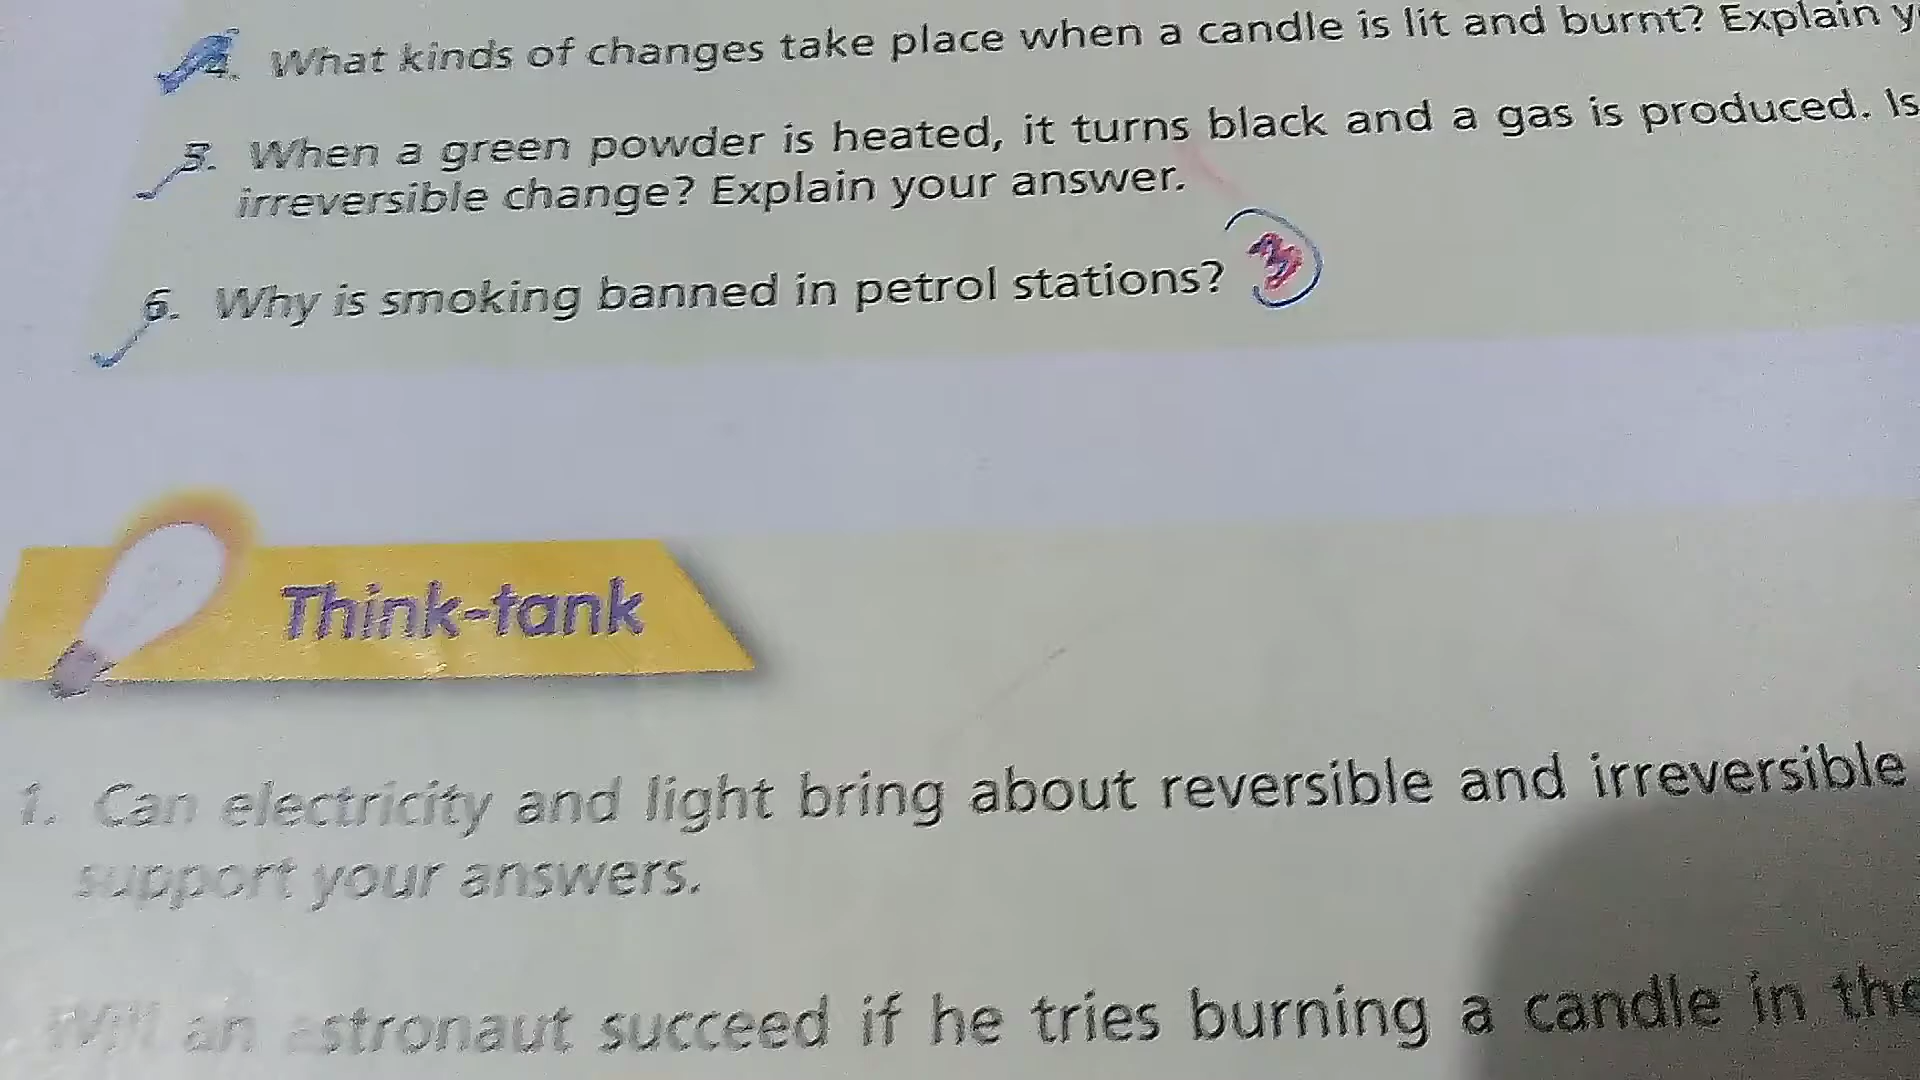 4. What kinds of changes take place when a candle is lit and burnt? Explain
5. When a green powder is heated, it turns black and a gas is produced. Is
irreversible change? Explain your answer.
6. Why is smoking banned in petrol stations? 3
Think-tank
1. Can electricity and light bring about reversible and irreversible
support your answers.
Will an astronaut succeed if he tries burning a candle in the